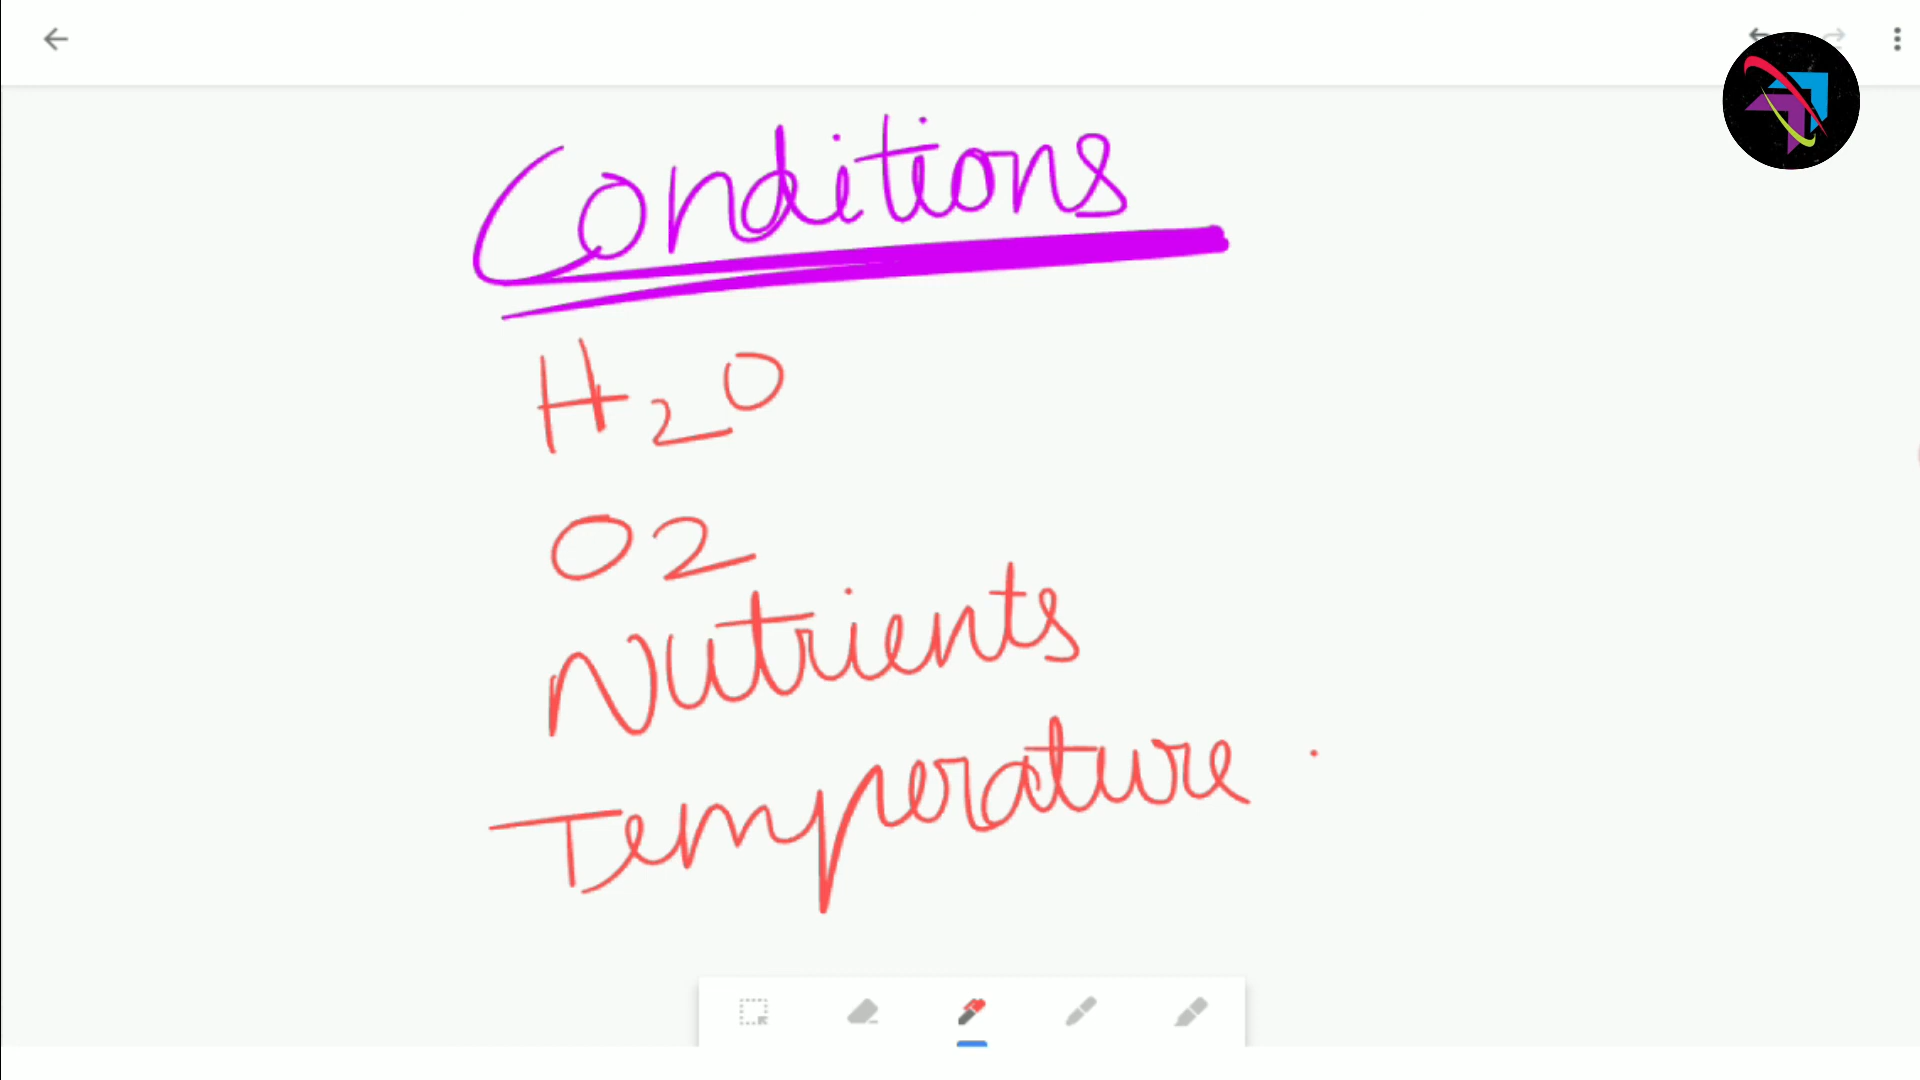 Conditions
H2O
O2
Nutrients
Temperature .